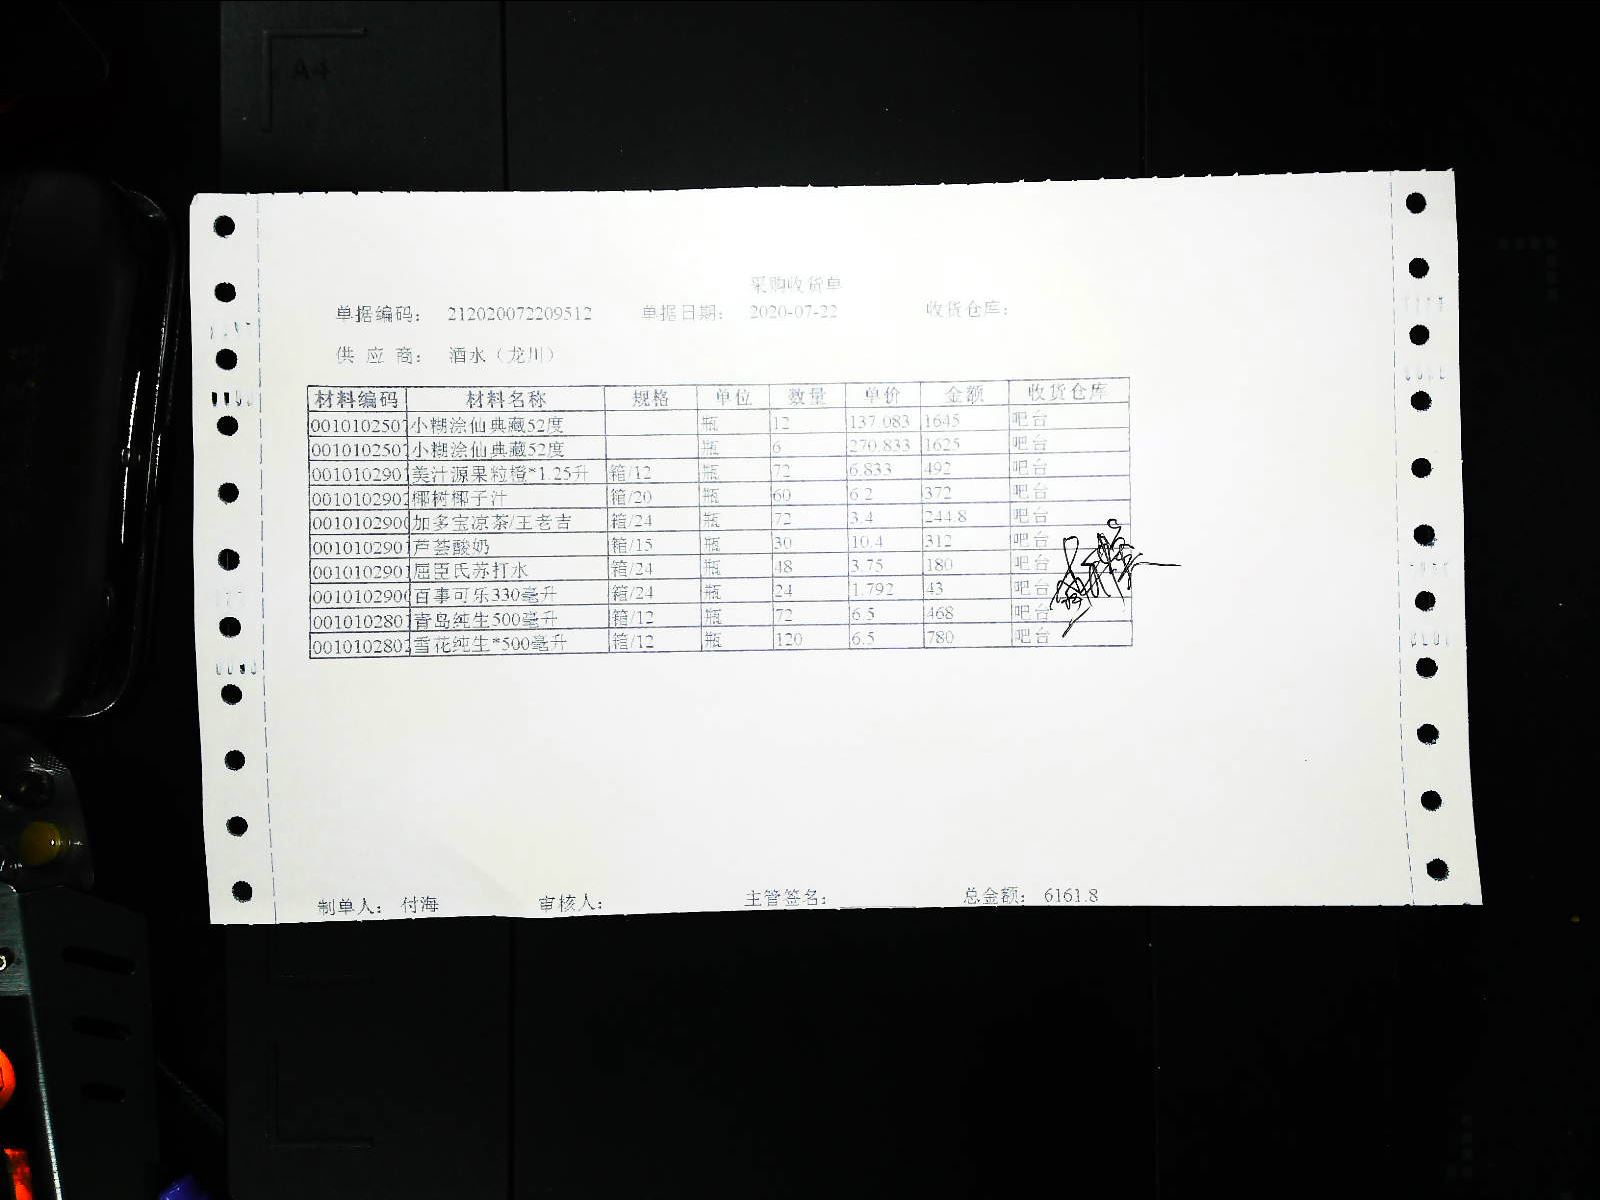 采购收货单
单据编码: 212020072209512 单据日期: 2020-07-22 收货仓库:
供 应 商: 酒水（龙川）
材料编码 材料名称 规格 单位 数量 单价 金额 收货仓库
0010102507 小糊涂仙典藏52度 瓶 12 137.083 1645 吧台
0010102507 小糊涂仙典藏52度 瓶 6 270.833 1625 吧台
001010290 美汁源果粒橙*1.25升 箱/12 瓶 72 6.833 492 吧台
001010290 椰树椰子汁 箱/20 瓶 60 6.2 372 吧台
001010290 加多宝凉茶/王老吉 箱/24 瓶 72 3.4 244.8 吧台
001010290 芦荟酸奶 箱/15 瓶 30 10.4 312 吧台
001010290 屈臣氏苏打水 箱/24 瓶 48 3.75 180 吧台
001010290 百事可乐330毫升 箱/24 瓶 24 1.792 43 吧台
001010280 青岛纯生500毫升 箱/12 瓶 72 6.5 468 吧台
001010280 雪花纯生*500毫升 箱/12 瓶 120 6.5 780 吧台
制单人: 付海 审核人: 主管签名: 总金额: 6161.8